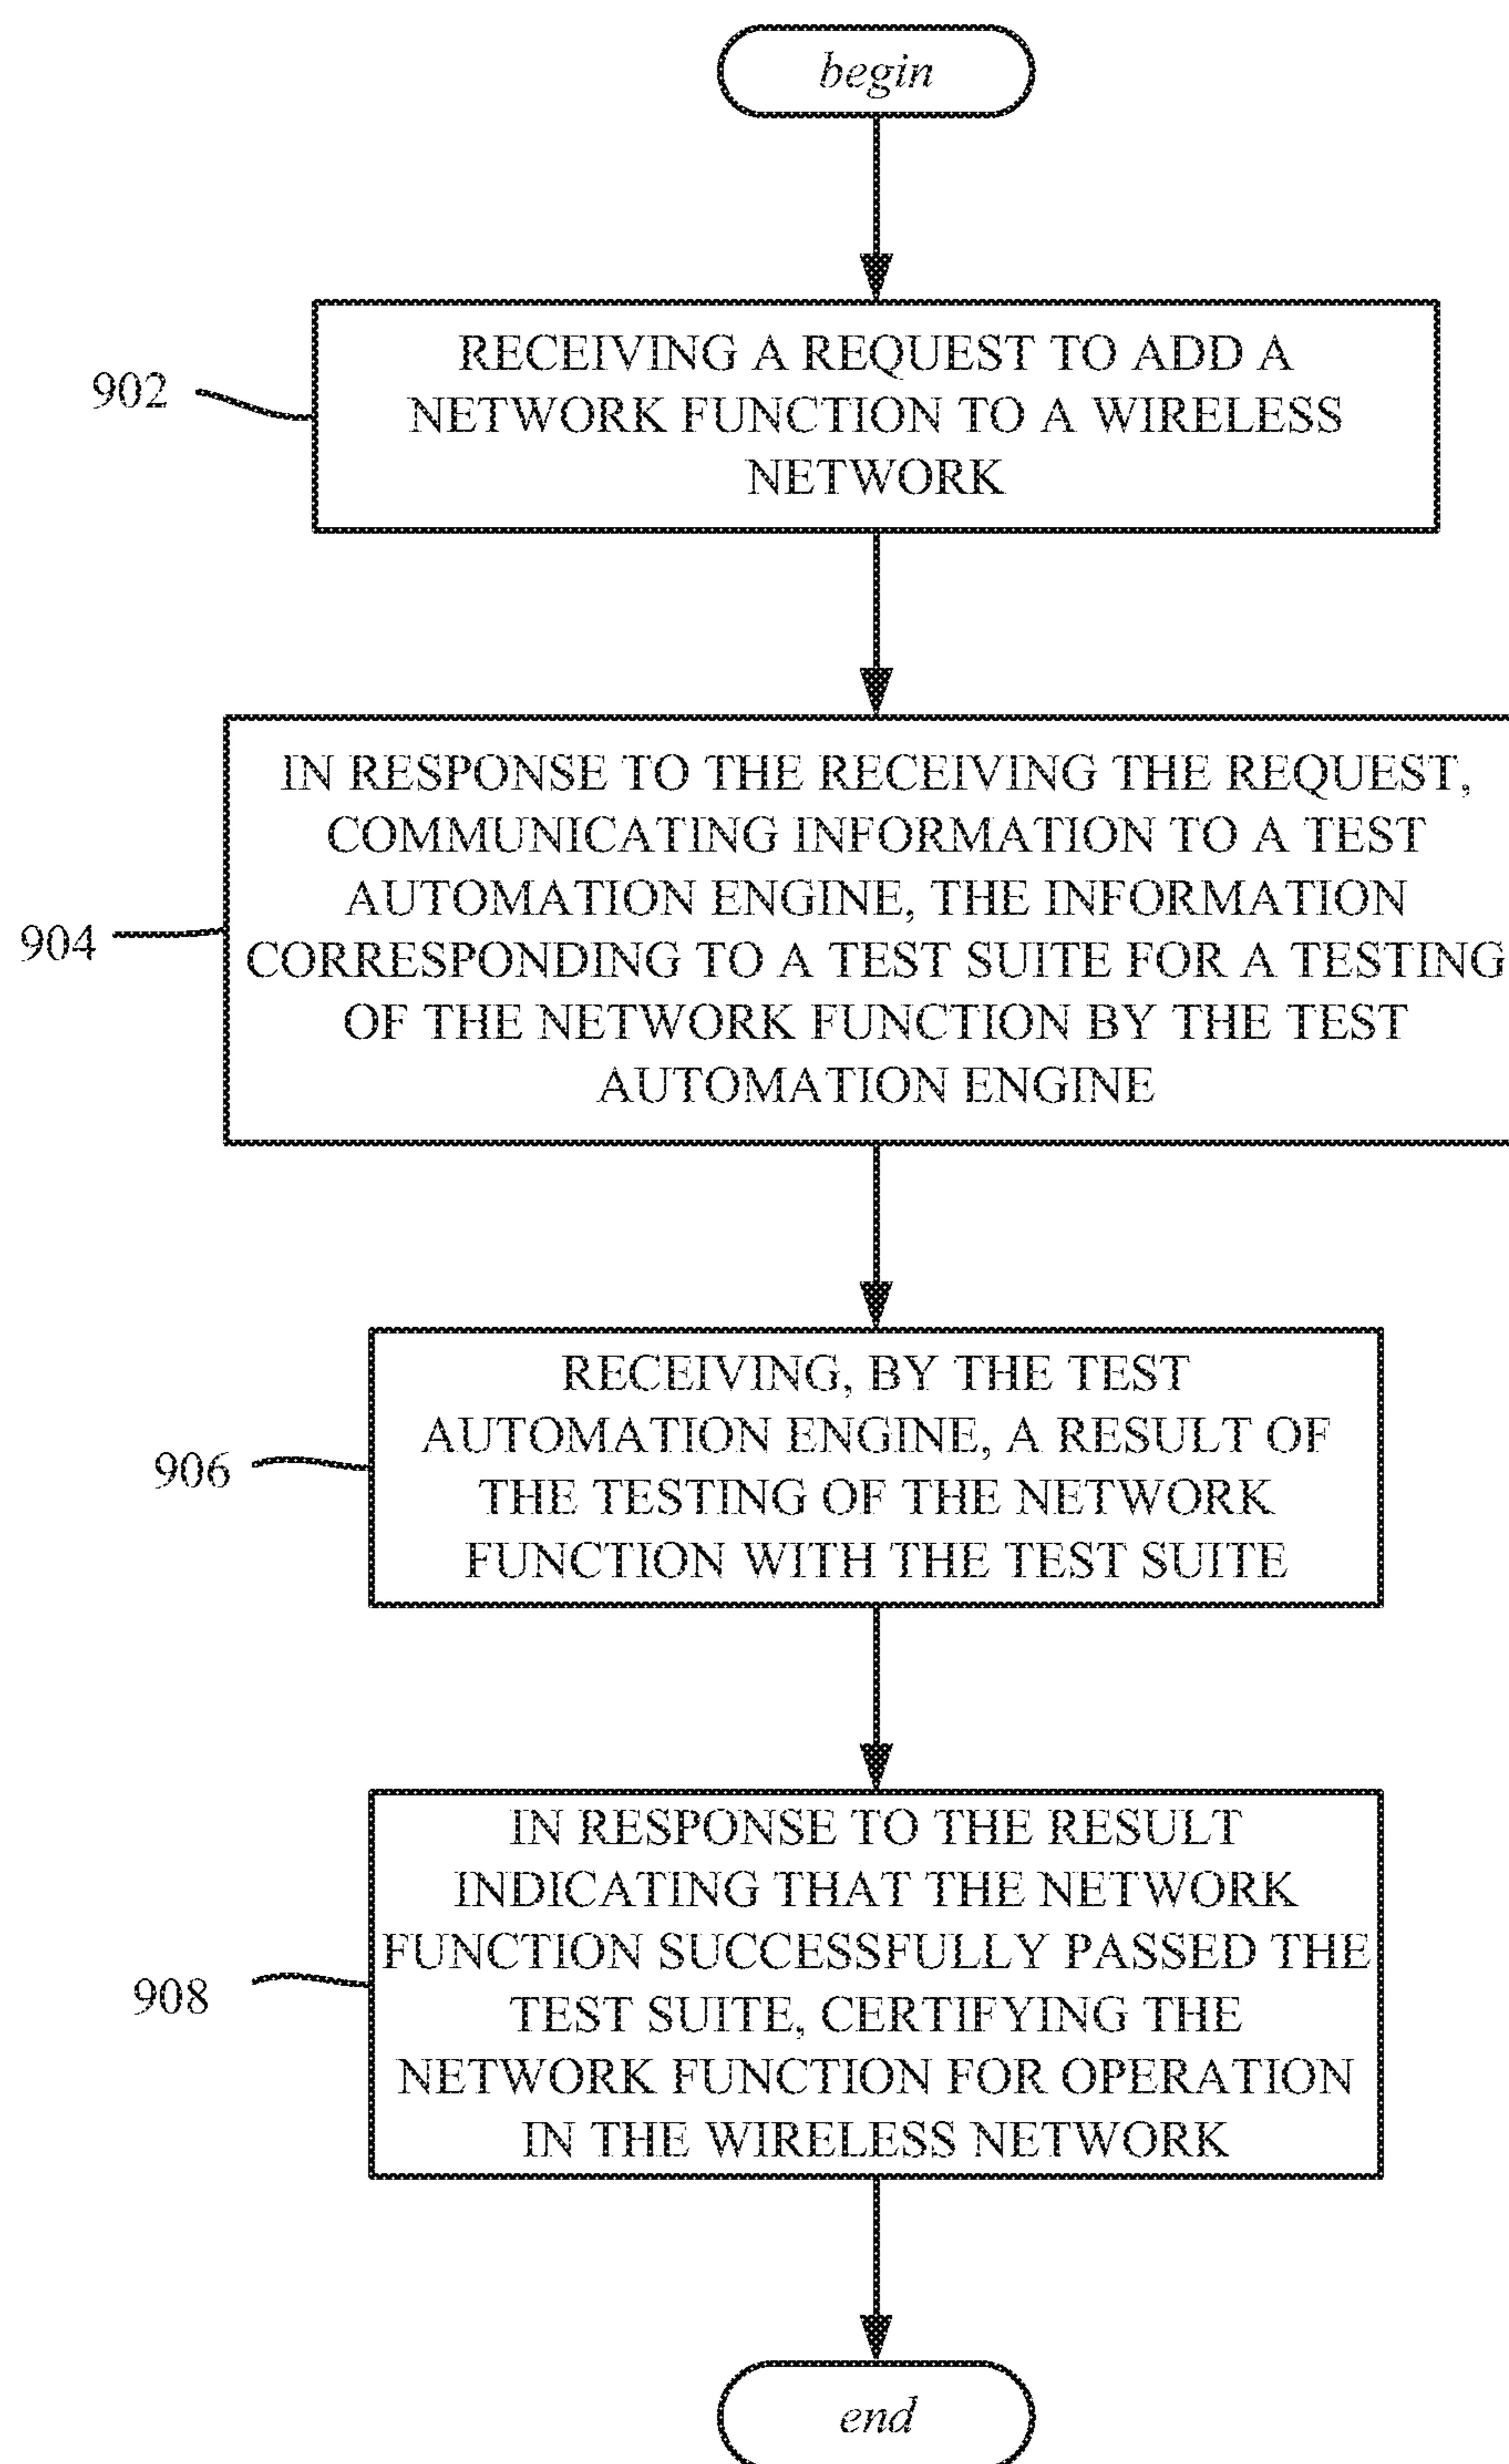 begin
RECEIVING A REQUEST TO ADD A
NETWORK FUNCTION TO A WIRELESS
NETWORK
902
IN RESPONSE TO THE RECEIVING THE REQUEST,
COMMUNICATING INFORMATION TO A TEST
AUTOMATION ENGINE, THE INFORMATION
CORRESPONDING TO A TEST SUITE FOR A TESTING
OF THE NETWORK FUNCTION BY THE TEST
AUTOMATION ENGINE
904
RECEIVING, BY THE TEST
AUTOMATION ENGINE, A RESULT OF
THE TESTING OF THE NETWORK
FUNCTION WITH THE TEST SUITE
906
IN RESPONSE TO THE RESULT
INDICATING THAT THE NETWORK
FUNCTION SUCCESSFULLY PASSED THE
TEST SUITE, CERTIFYING THE
NETWORK FUNCTION FOR OPERATION
IN THE WIRELESS NETWORK
908
end